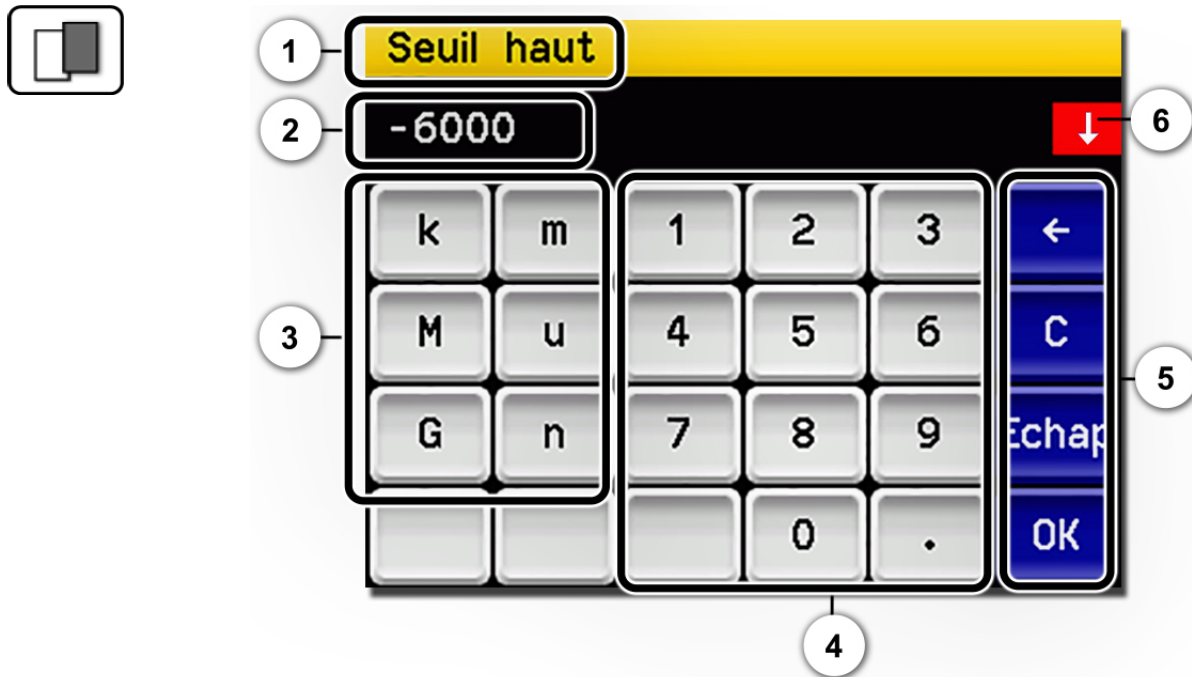 1 Seuil haut
2 -6000 ↓ 6
k m 1 2 3 ←
3 M u 4 5 6 C 5
G n 7 8 9 Echap
0 . OK
4